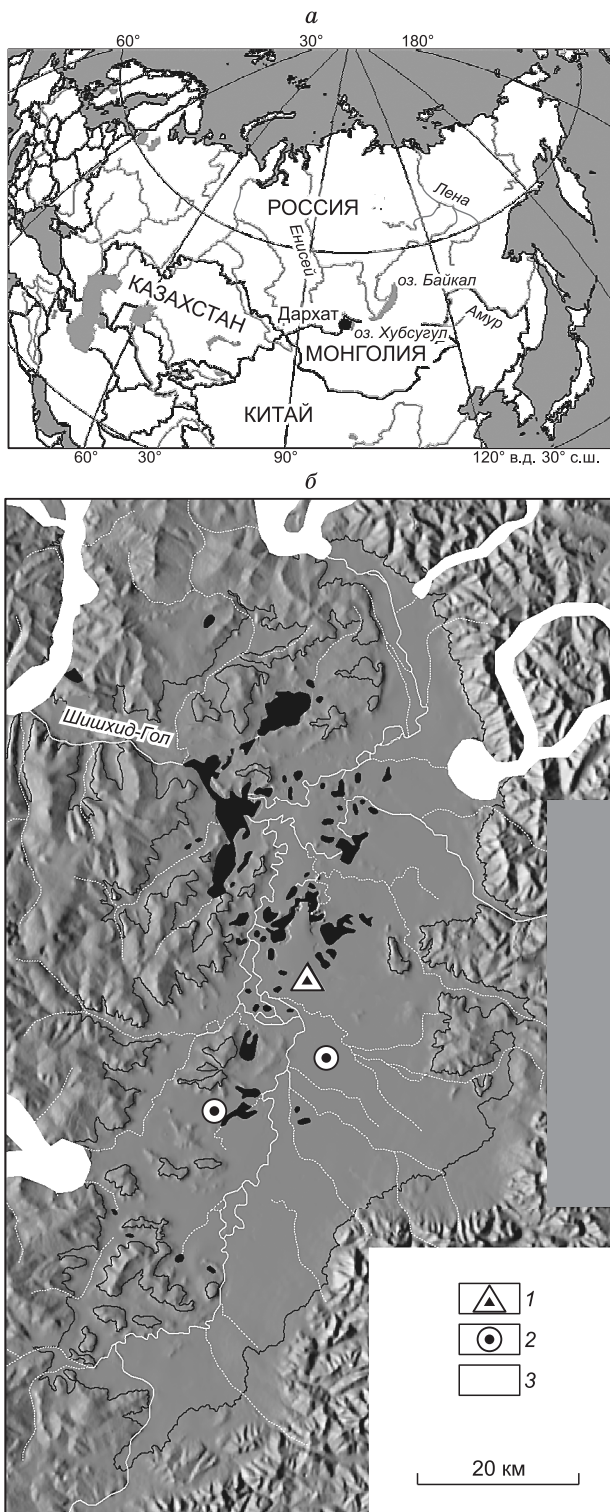 а
60° 30° 180°
РОССИЯ
Лена
Енисей
КАЗАХСТАН
оз. Байкал
Дархат
оз. Хубсугул
Амур
МОНГОЛИЯ
КИТАЙ
60° 30° 90° 120° в.д. 30° с.ш.
б
Шишхид-Гол
1
2
3
20 км